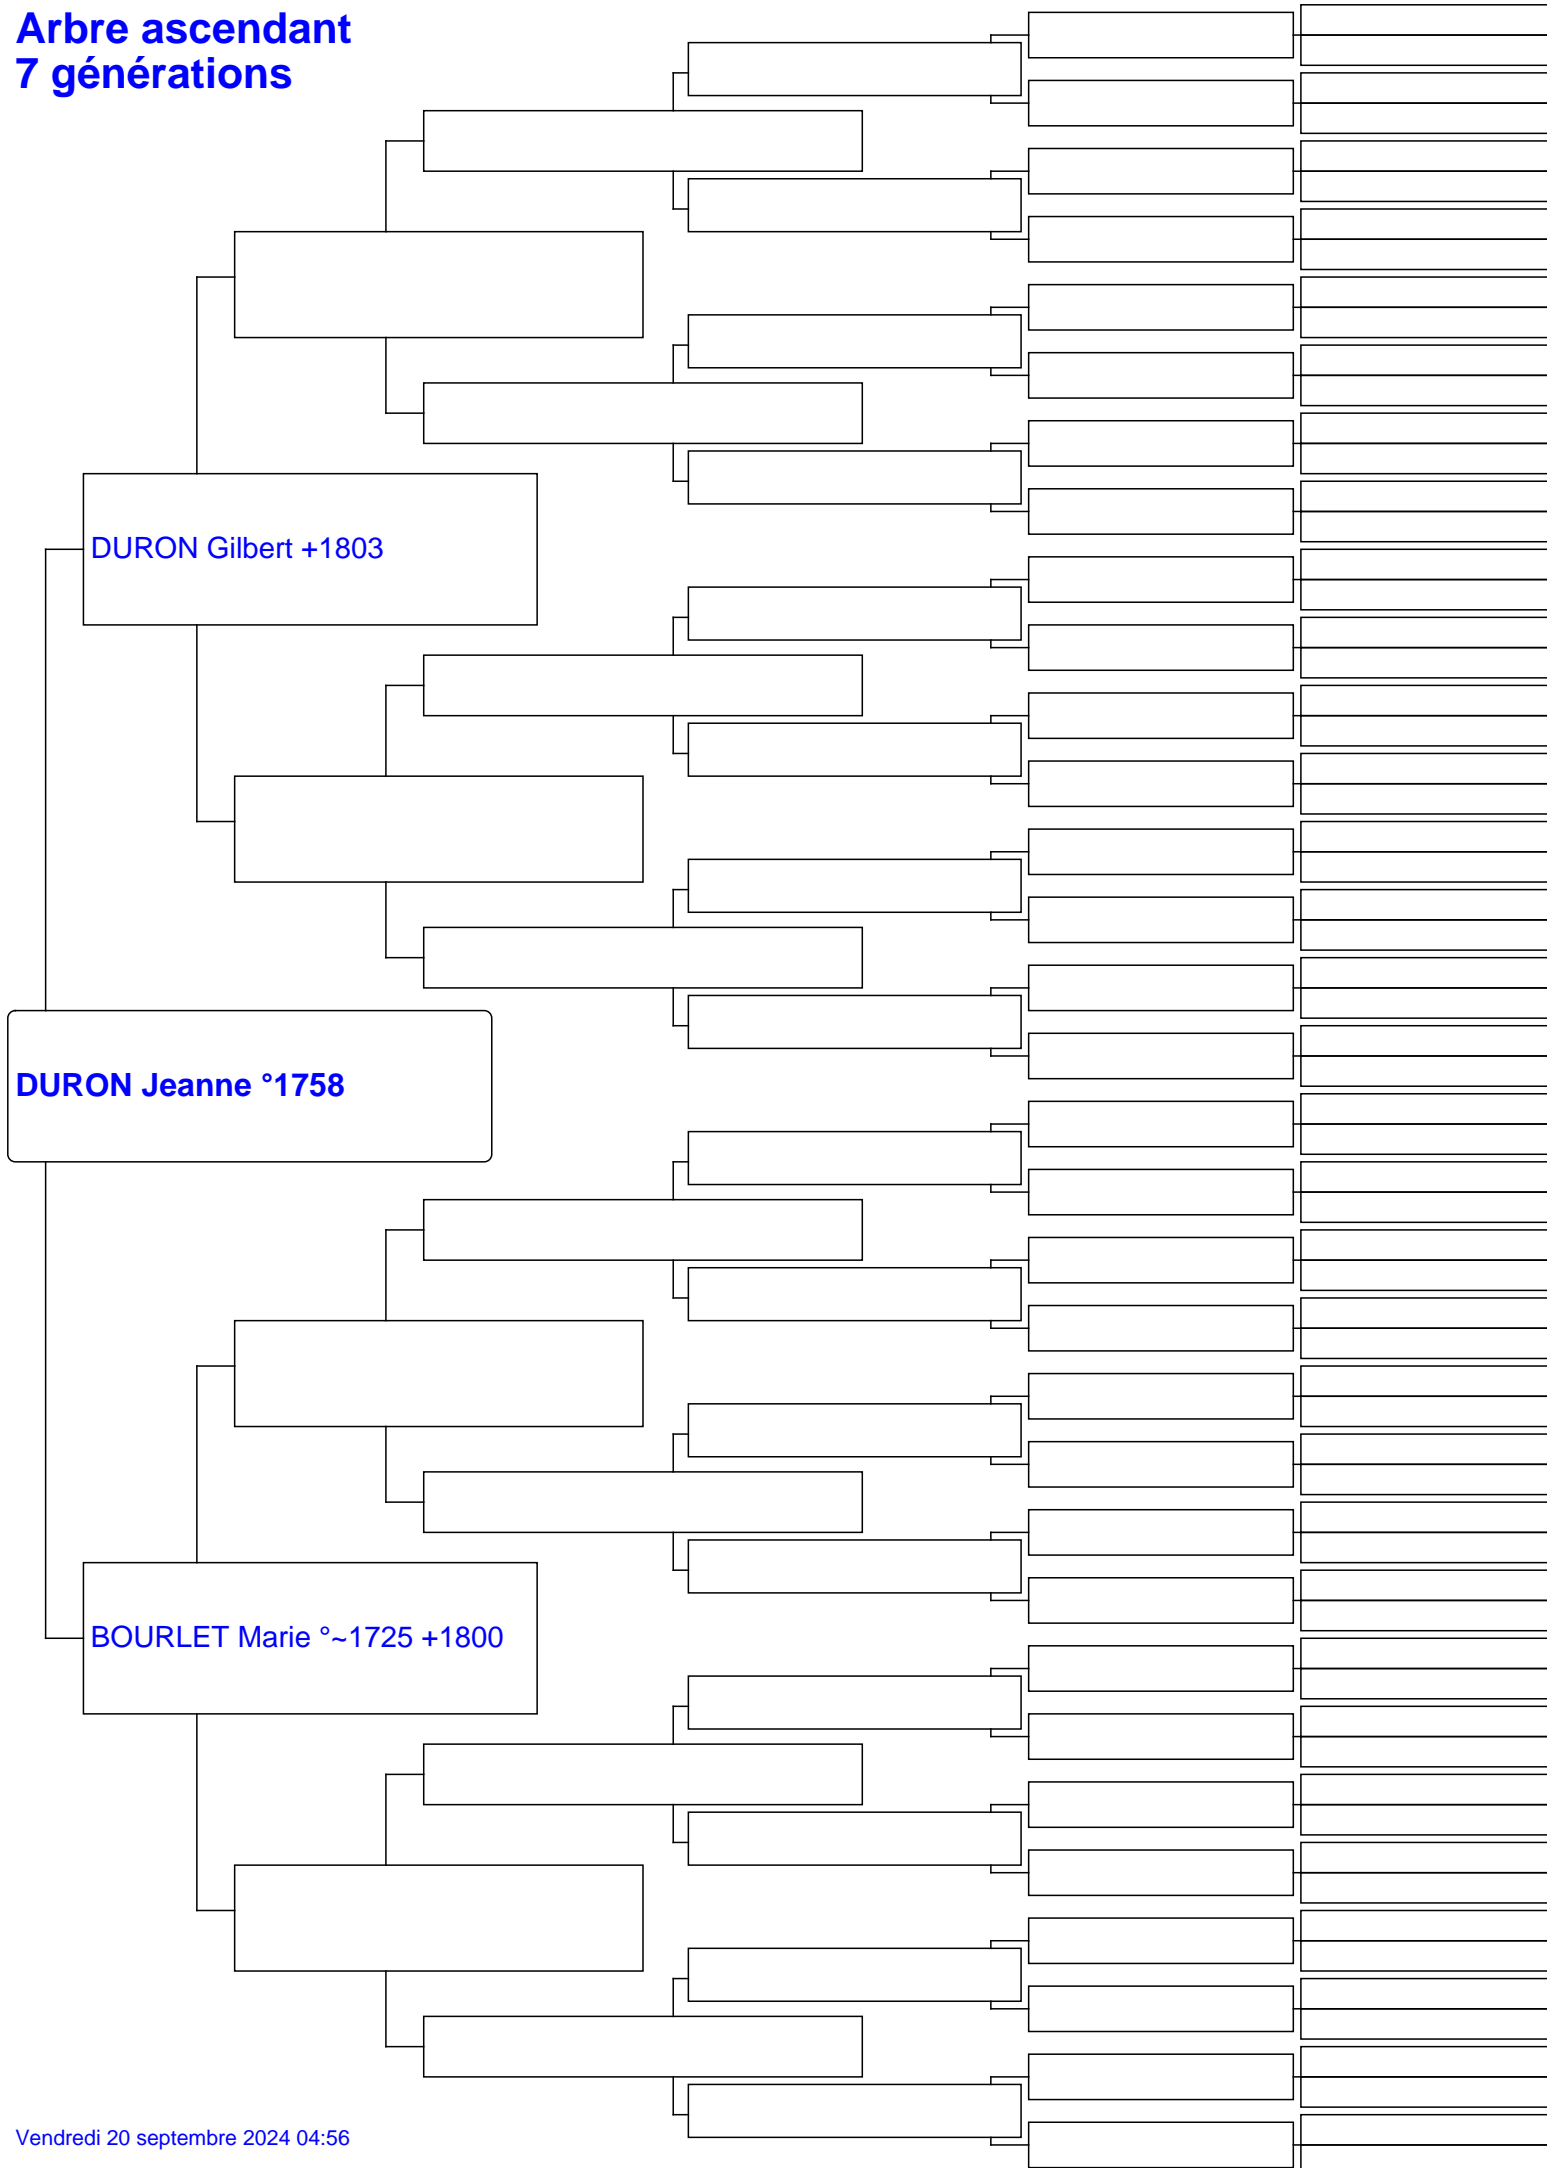 Arbre ascendant
7 générations
DURON Gilbert +1803
DURON Jeanne °1758
BOURLET Marie °~1725 +1800
Vendredi 20 septembre 2024 04:56